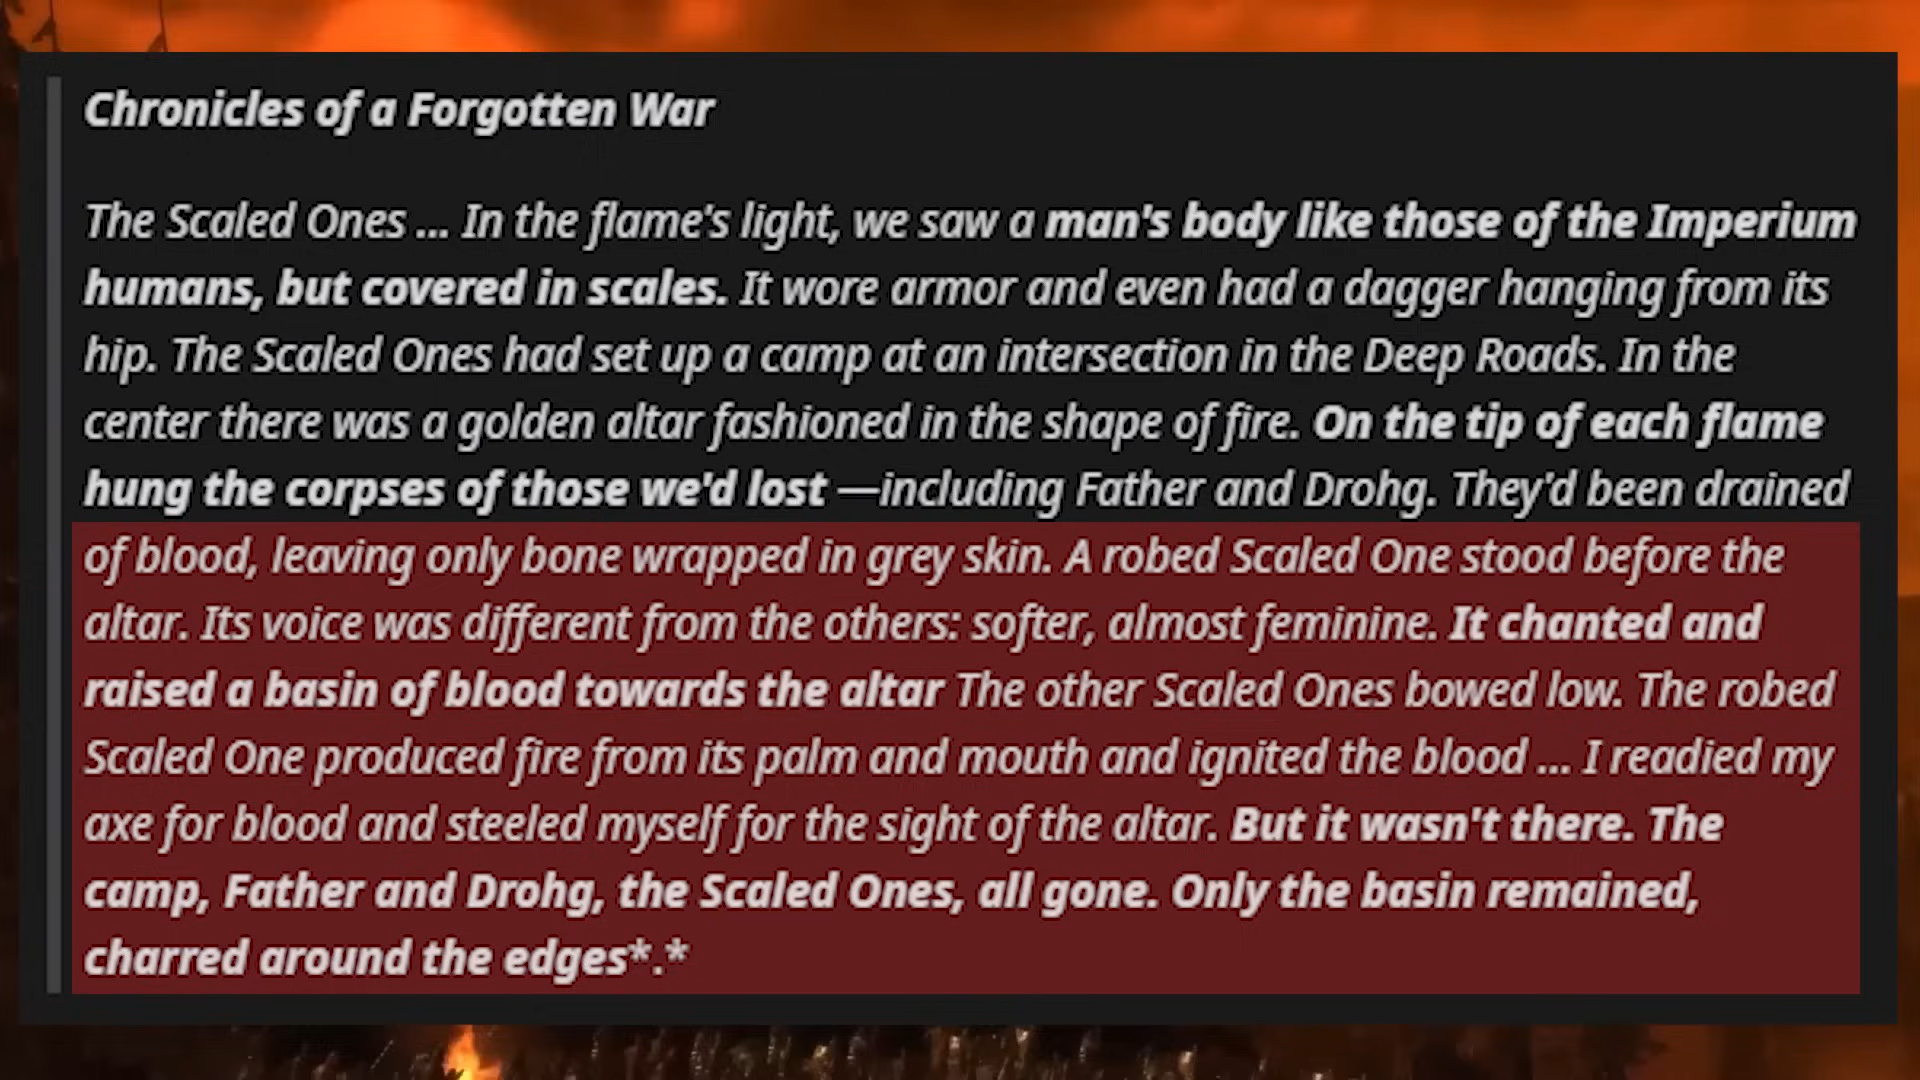 Chronicles of a Forgotten War
The Scaled Ones ... In the flame's light, we saw a man's body like those of the Imperium
humans, but covered in scales. It wore armor and even had a dagger hanging from its
hip. The Scaled Ones had set up a camp at an intersection in the Deep Roads. In the
center there was a golden altar fashioned in the shape of fire. On the tip of each flame
hung the corpses of those we'd lost —including Father and Drohg. They'd been drained
of blood, leaving only bone wrapped in grey skin. A robed Scaled One stood before the
altar. Its voice was different from the others: softer, almost feminine. It chanted and
raised a basin of blood towards the altar The other Scaled Ones bowed low. The robed
Scaled One produced fire from its palm and mouth and ignited the blood ... I readied my
axe for blood and steeled myself for the sight of the altar. But it wasn't there. The
camp, Father and Drohg, the Scaled Ones, all gone. Only the basin remained,
charred around the edges*.*